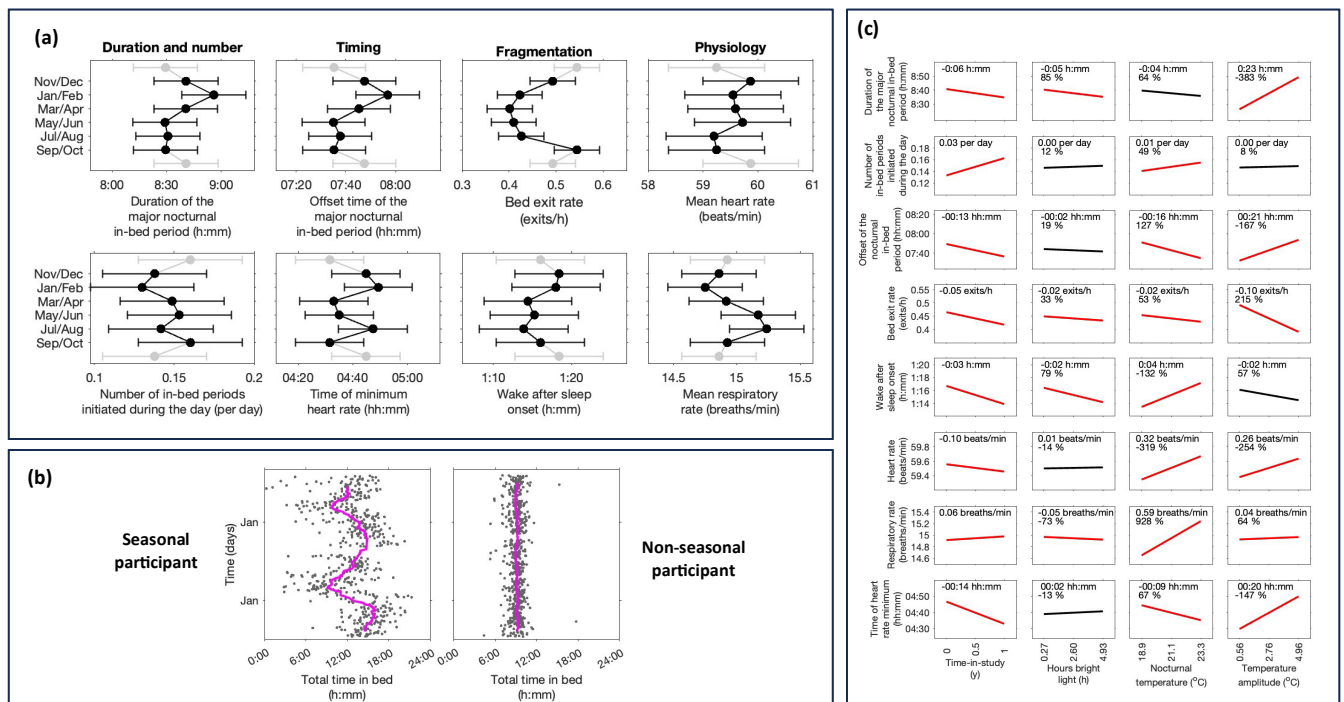 (a)
Duration and number
Timing
Fragmentation
Physiology
Nov/Dec
Jan/Feb
Mar/Apr
May/Jun
Jul/Aug
Sep/Oct
8:00 8:30 9:00
Duration of the
major nocturnal
in-bed period (h:mm)
07:20 07:40 08:00
Offset time of the
major nocturnal
in-bed period (hh:mm)
0.3 0.4 0.5 0.6
Bed exit rate
(exits/h)
58 59 60 61
Mean heart rate
(beats/min)
Nov/Dec
Jan/Feb
Mar/Apr
May/Jun
Jul/Aug
Sep/Oct
0.1 0.15 0.2
Number of in-bed periods
initiated during the day (per day)
04:20 04:40 05:00
Time of minimum
heart rate (hh:mm)
1:10 1:20
Wake after sleep
onset (h:mm)
14.5 15 15.5
Mean respiratory
rate (breaths/min)
(b)
Seasonal
participant
Time (days)
Jan
Jan
0:00 6:00 12:00 18:00 24:00
Total time in bed
(h:mm)
0:00 6:00 12:00 18:00 24:00
Total time in bed
(h:mm)
Non-seasonal
participant
(c)
Duration of
the major
nocturnal in-bed
period (h:mm)
8:50
8:40
8:30
-0:06 h:mm
-0:05 h:mm
85 %
-0:04 h:mm
64 %
0:23 h:mm
-383 %
Number of
in-bed periods
initiated
during the day
0.18
0.16
0.14
0.12
0.03 per day
0.00 per day
12 %
0.01 per day
49 %
0.00 per day
8 %
Offset of the
nocturnal
in-bed
period (hh:mm)
08:20
08:00
07:40
-00:13 hh:mm
-00:02 hh:mm
19 %
-00:16 hh:mm
127 %
00:21 hh:mm
-167 %
Bed exit rate
(exits/h)
0.55
0.5
0.45
0.4
-0.05 exits/h
-0.02 exits/h
33 %
-0.02 exits/h
53 %
-0.10 exits/h
215 %
Wake after
sleep onset
(h:mm)
1:20
1:18
1:16
1:14
-0:03 h:mm
-0:02 h:mm
79 %
0:04 h:mm
-132 %
-0:02 h:mm
57 %
Heart rate
(beats/min)
59.8
59.6
59.4
-0.10 beats/min
0.01 beats/min
-14 %
0.32 beats/min
-319 %
0.26 beats/min
-254 %
Respiratory rate
(breaths/min)
15.4
15.2
15
14.8
14.6
0.06 breaths/min
-0.05 breaths/min
-73 %
0.59 breaths/min
928 %
0.04 breaths/min
64 %
Time of heart
rate minimum
(hh:mm)
04:50
04:40
04:30
-00:14 hh:mm
00:02 hh:mm
-13 %
-00:09 hh:mm
67 %
00:20 hh:mm
-147 %
0 0.5 1
Time-in-study
(y)
0.27 2.60 4.93
Hours bright
light (h)
18.9 21.1 23.3
Nocturnal
temperature (°C)
0.56 2.76 4.96
Temperature
amplitude (°C)